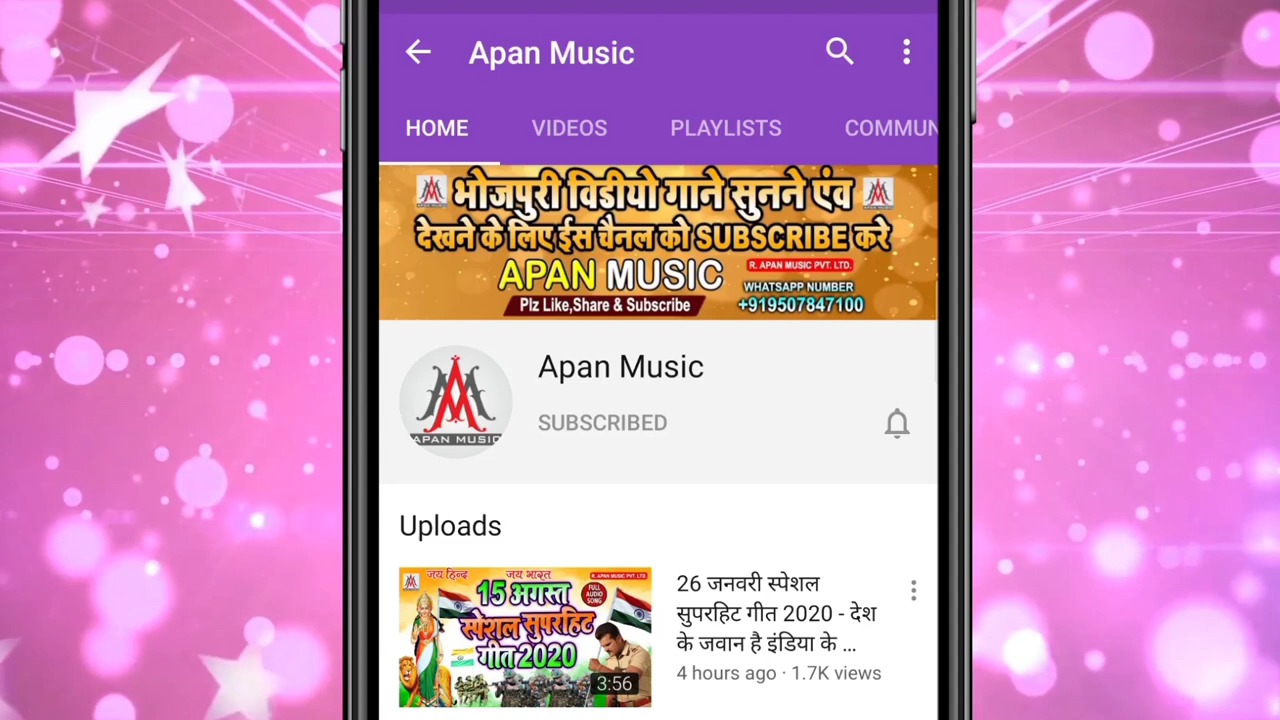 Apan Music
HOME VIDEOS PLAYLISTS COMMUN
भोजपुरी विडीयो गाने सुनने एंव
देखने के लिए ईस चैनल को SUBSCRIBE करे
APAN MUSIC
R. APAN MUSIC PVT. LTD.
Plz Like,Share & Subscribe
WHATSAPP NUMBER
+919507847100
Apan Music
SUBSCRIBED
APAN MUSIC
Uploads
जय हिन्द जय भारत
R. APAN MUSIC PVT. LTD
15 अगस्त
FULL
AUDIO
SONG
स्पेशल सुपरहिट
गीत 2020
3:56
26 जनवरी स्पेशल
सुपरहिट गीत 2020 - देश
के जवान है इंडिया के ...
4 hours ago · 1.7K views